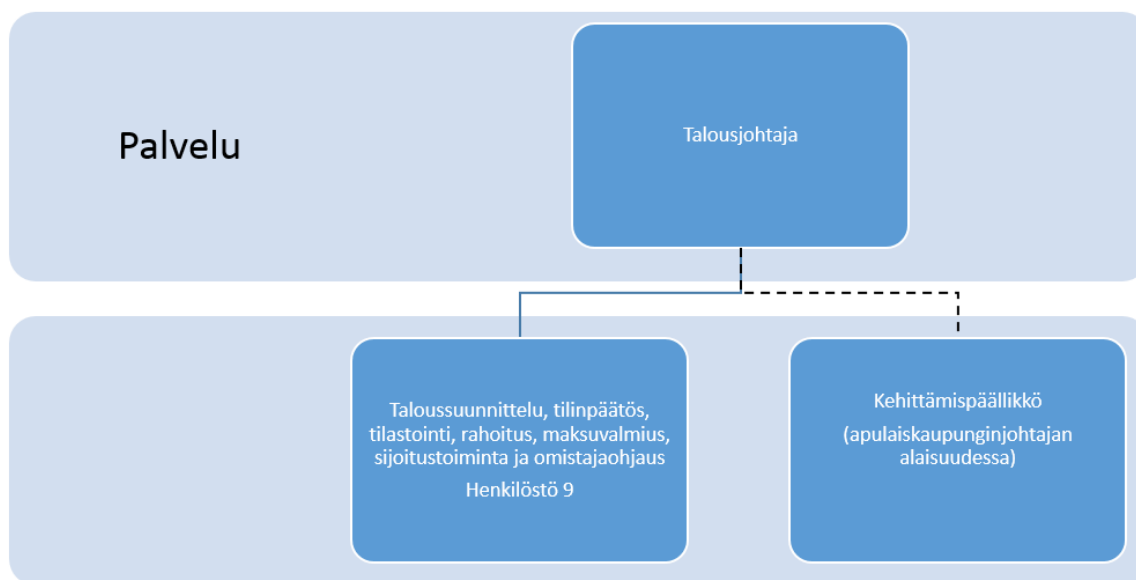 Palvelu
Talousjohtaja
Taloussuunnittelu, tilinpäätös,
tilastointi, rahoitus, maksuvalmius,
sijoitustoiminta ja omistajaohjaus
Henkilöstö 9
Kehittämispäällikkö
(apulaiskaupunginjohtajan
alaisuudessa)